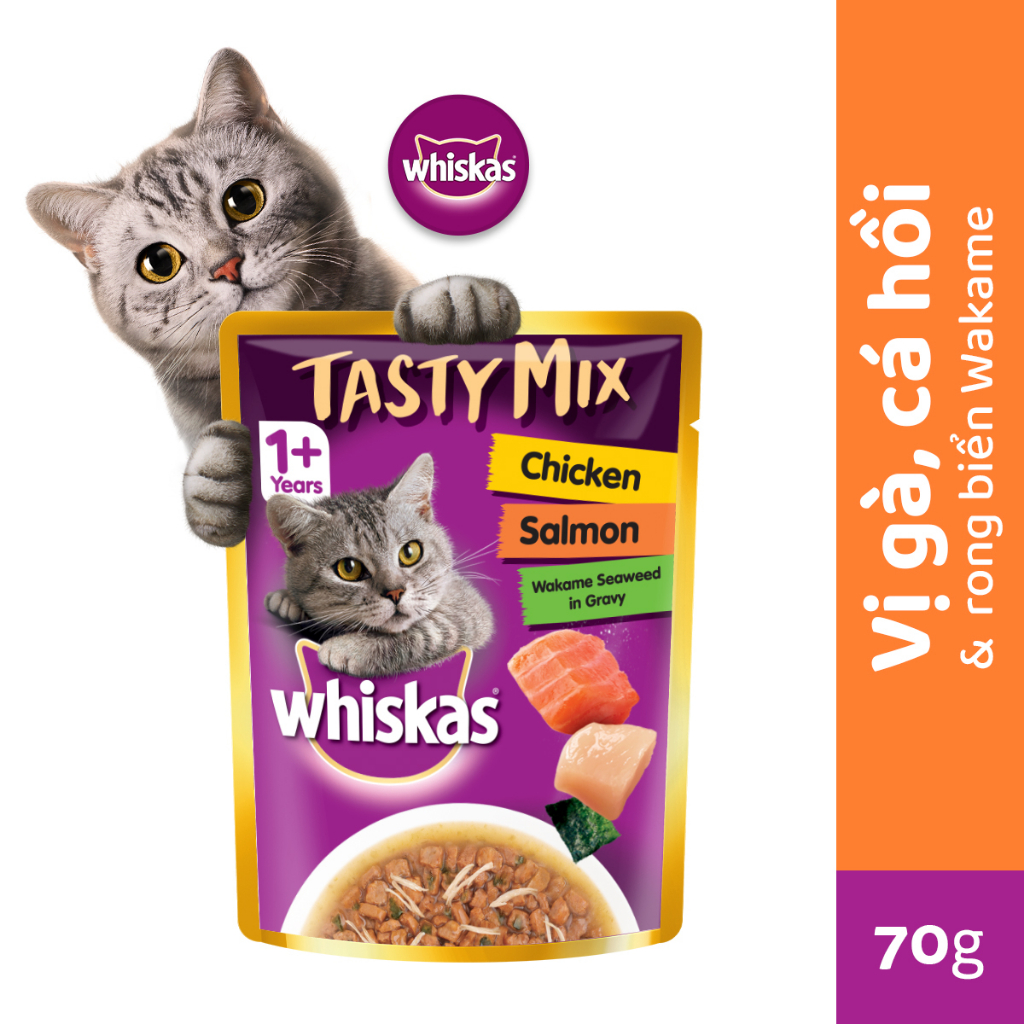 whiskas
TASTY MIX
1+
Years
Chicken
Salmon
Wakame Seaweed
in Gravy
whiskas®
Vị gà, cá hồi
& rong biển Wakame
70g